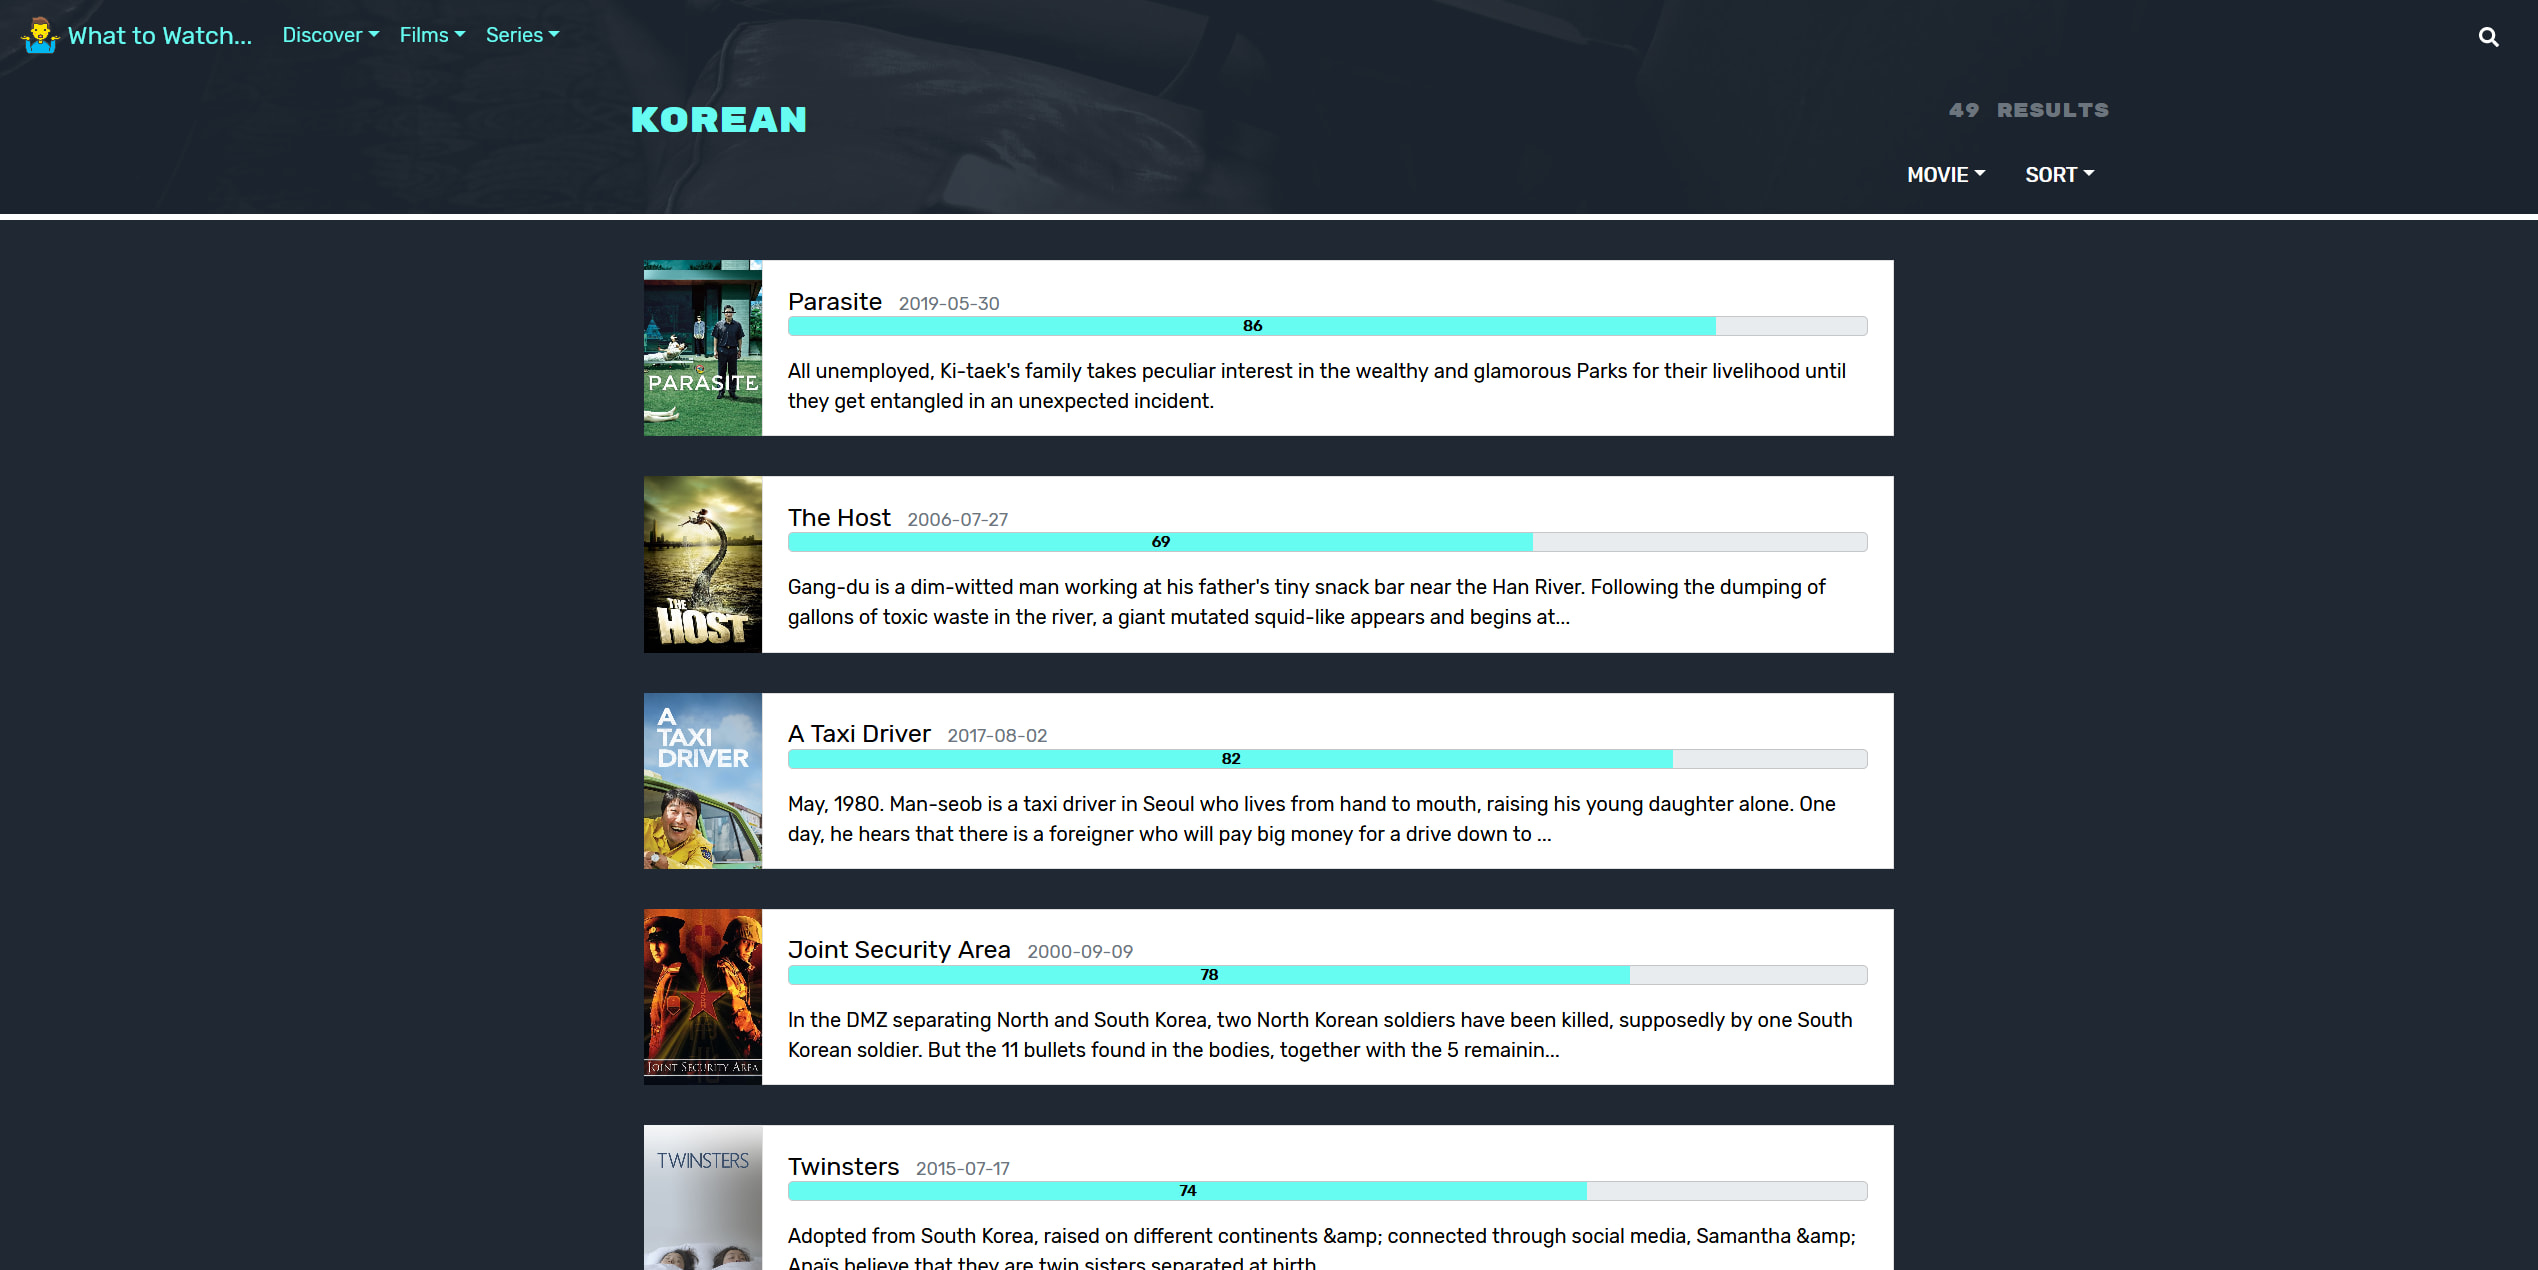 What to Watch...
Discover
Films
Series
KOREAN
49 RESULTS
MOVIE
SORT
PARASITE
Parasite 2019-05-30
86
All unemployed, Ki-taek's family takes peculiar interest in the wealthy and glamorous Parks for their livelihood until
they get entangled in an unexpected incident.
THE
HOST
The Host 2006-07-27
69
Gang-du is a dim-witted man working at his father's tiny snack bar near the Han River. Following the dumping of
gallons of toxic waste in the river, a giant mutated squid-like appears and begins at...
A
TAXI
DRIVER
A Taxi Driver 2017-08-02
82
May, 1980. Man-seob is a taxi driver in Seoul who lives from hand to mouth, raising his young daughter alone. One
day, he hears that there is a foreigner who will pay big money for a drive down to ...
JOINT SECURITY AREA
Joint Security Area 2000-09-09
78
In the DMZ separating North and South Korea, two North Korean soldiers have been killed, supposedly by one South
Korean soldier. But the 11 bullets found in the bodies, together with the 5 remainin...
TWINSTERS
Twinsters 2015-07-17
74
Adopted from South Korea, raised on different continents &amp; connected through social media, Samantha &amp;
Anaïs believe that they are twin sisters separated at birth.